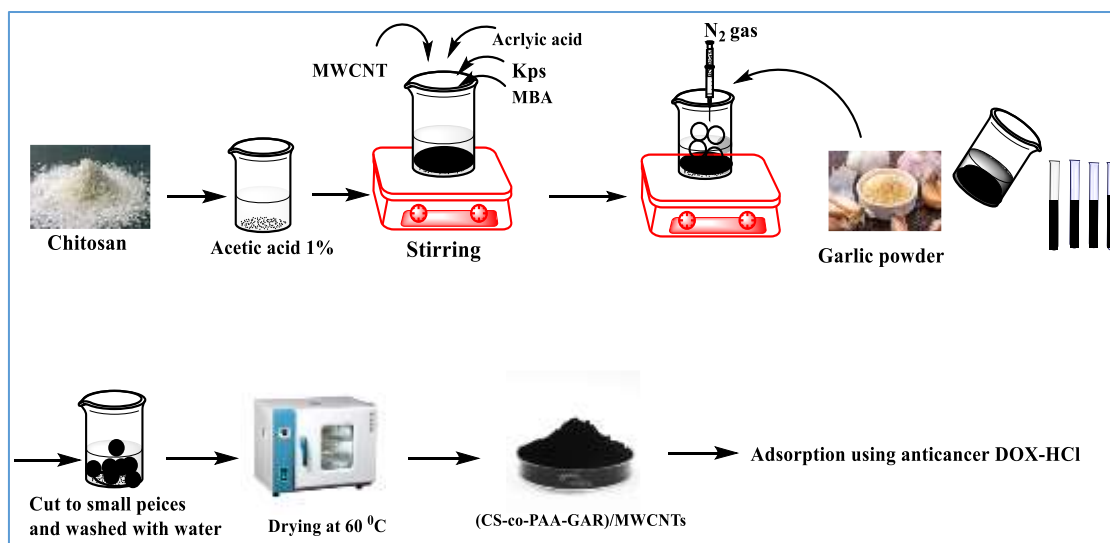 MWCNT
Acrlyic acid
Kps
MBA
N2 gas
Chitosan
Acetic acid 1%
Stirring
Garlic powder
Cut to small peices
and washed with water
Drying at 60 ⁰C
(CS-co-PAA-GAR)/MWCNTs
Adsorption using anticancer DOX-HCl